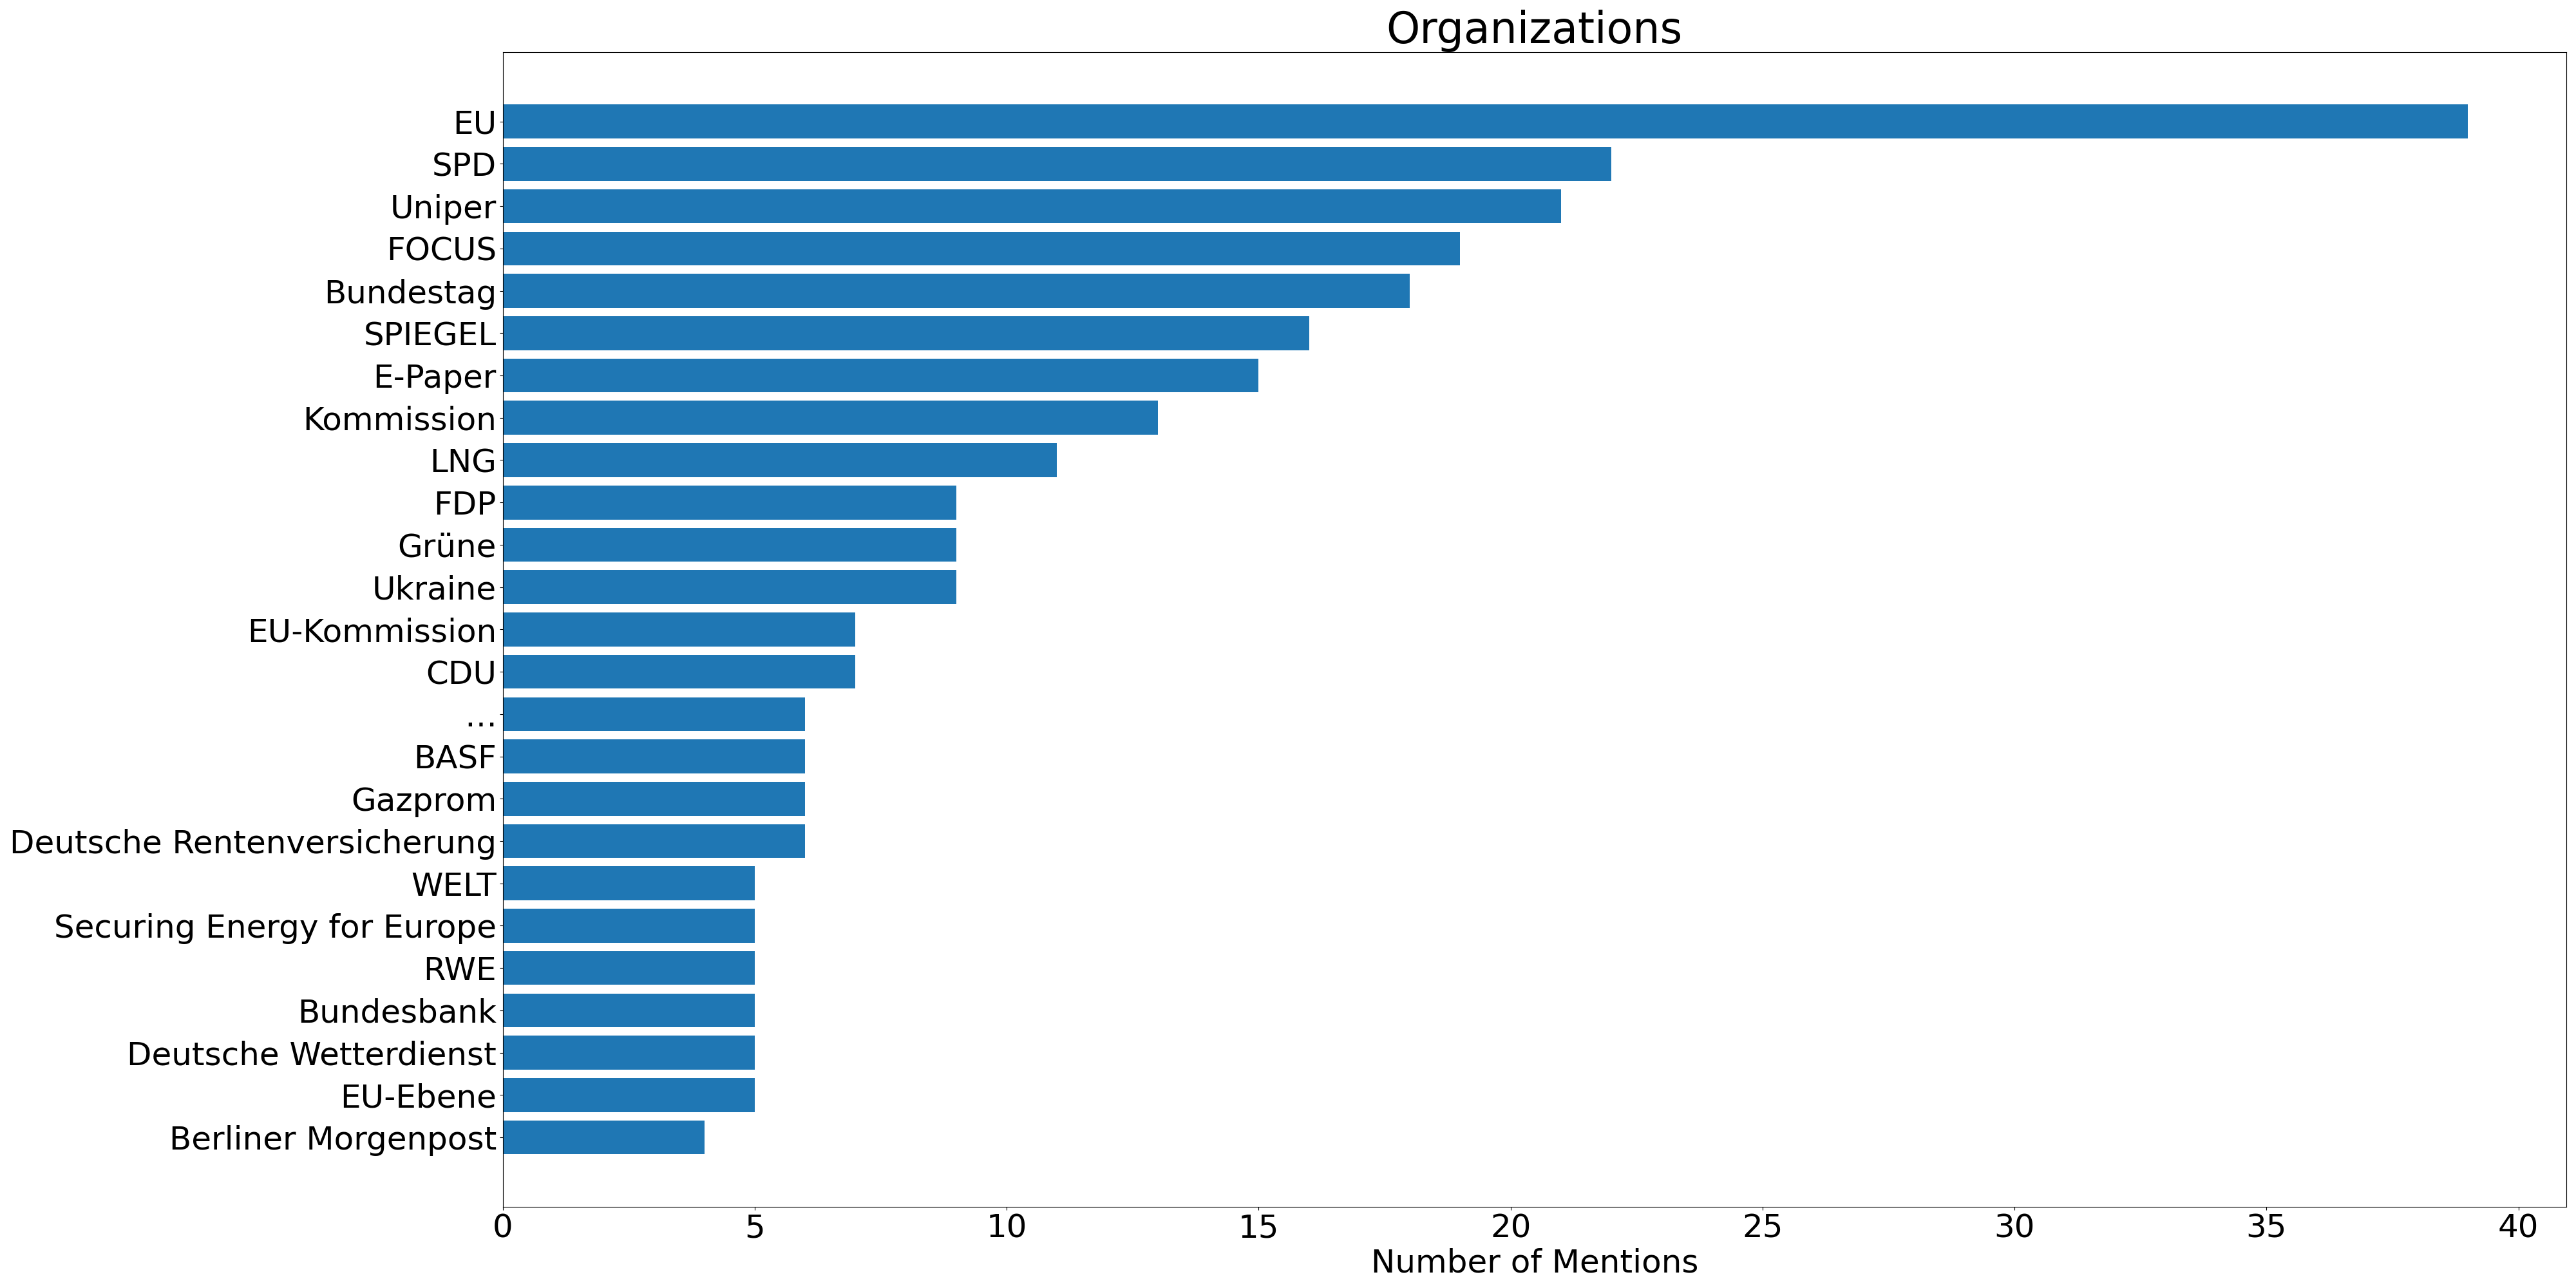 Organizations
EU
SPD
Uniper
FOCUS
Bundestag
SPIEGEL
E-Paper
Kommission
LNG
FDP
Grüne
Ukraine
EU-Kommission
CDU
...
BASF
Gazprom
Deutsche Rentenversicherung
WELT
Securing Energy for Europe
RWE
Bundesbank
Deutsche Wetterdienst
EU-Ebene
Berliner Morgenpost
0 5 10 15 20 25 30 35 40
Number of Mentions